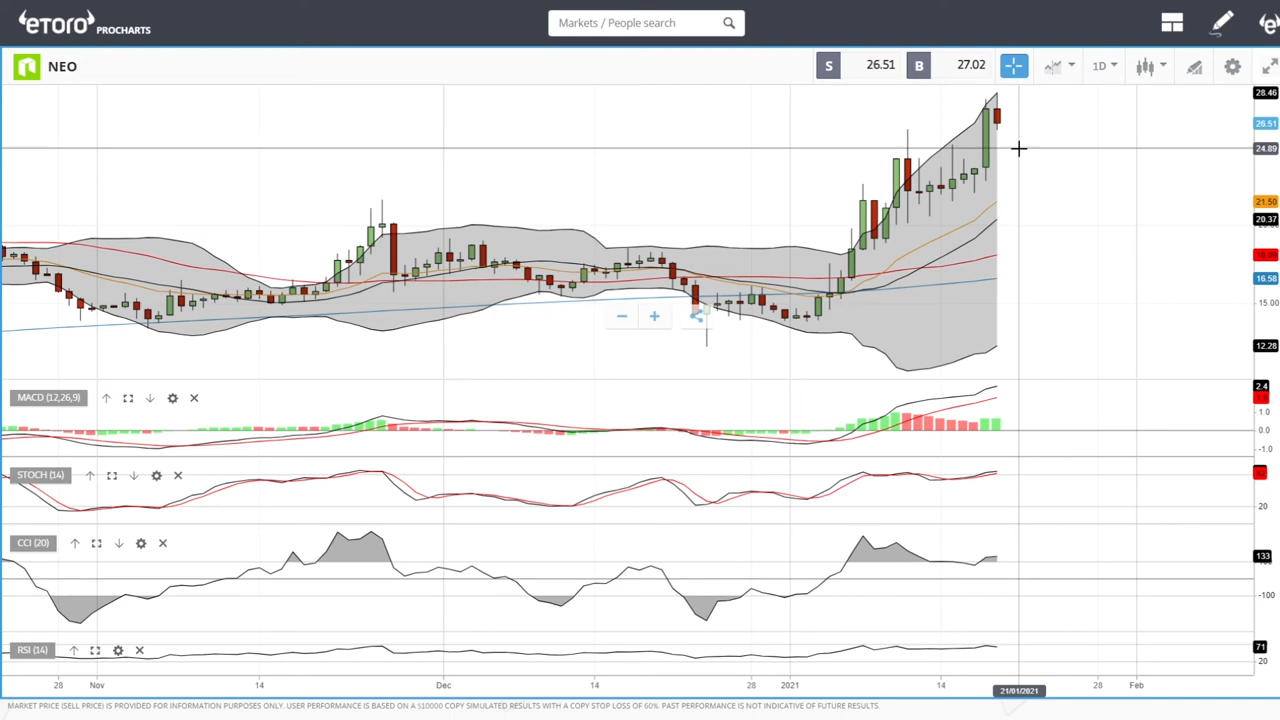 eTORO PROCHARTS
Markets / People search
NEO
S 26.51 B 27.02
1D
28.46
26.51
24.89
21.50
20.37
16.58
15.00
12.28
MACD (12,26,9)
2.4
1.0
0.0
-1.0
STOCH (14)
20
CCI (20)
133
-100
RSI (14)
71
20
28 Nov 14 Dec 14 28 2021 14 21/01/2021 28 Feb
MARKET PRICE (SELL PRICE) IS PROVIDED FOR INFORMATION PURPOSES ONLY. USER PERFORMANCE IS BASED ON A $10000 COPY SIMULATED RESULTS WITH A COPY STOP LOSS OF 60%. PAST PERFORMANCE IS NOT INDICATIVE OF FUTURE RESULTS.